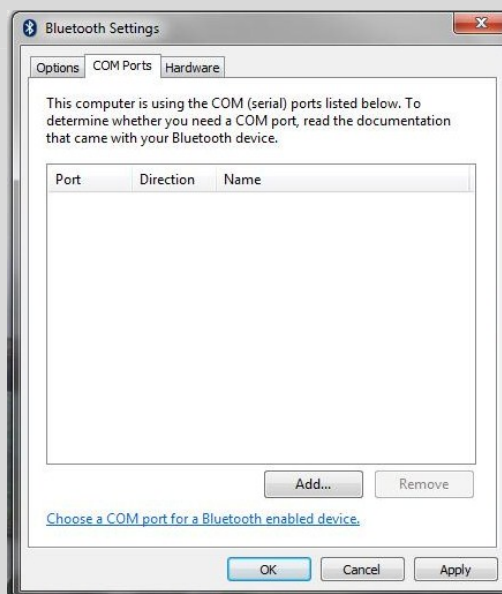 Bluetooth Settings
Options COM Ports Hardware
This computer is using the COM (serial) ports listed below. To
determine whether you need a COM port, read the documentation
that came with your Bluetooth device.
Port Direction Name
Add... Remove
Choose a COM port for a Bluetooth enabled device.
OK Cancel Apply